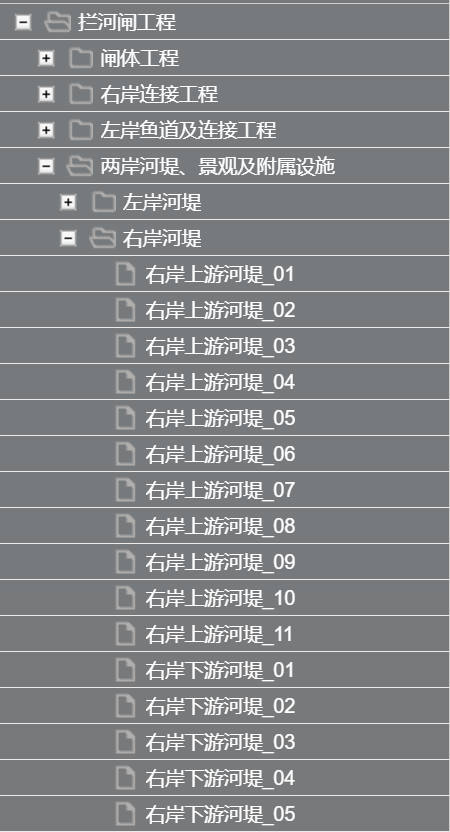 拦河闸工程
闸体工程
右岸连接工程
左岸鱼道及连接工程
两岸河堤、景观及附属设施
左岸河堤
右岸河堤
右岸上游河堤_01
右岸上游河堤_02
右岸上游河堤_03
右岸上游河堤_04
右岸上游河堤_05
右岸上游河堤_06
右岸上游河堤_07
右岸上游河堤_08
右岸上游河堤_09
右岸上游河堤_10
右岸上游河堤_11
右岸下游河堤_01
右岸下游河堤_02
右岸下游河堤_03
右岸下游河堤_04
右岸下游河堤_05